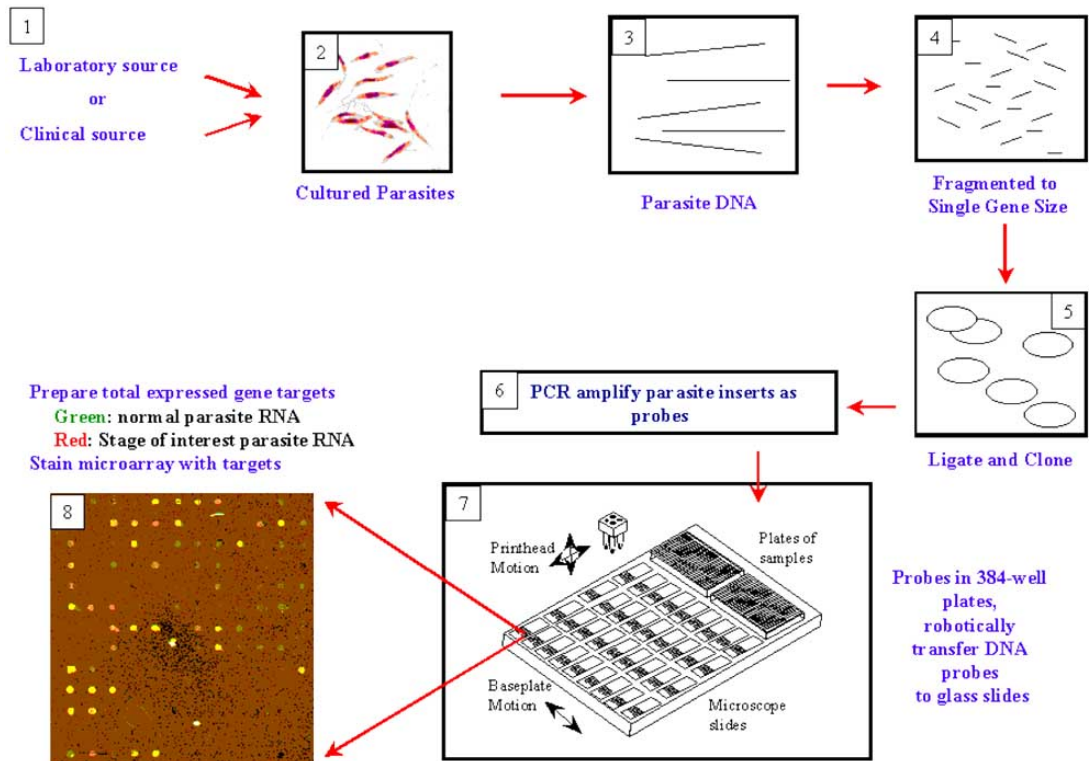 1
Laboratory source
or
Clinical source
2
Cultured Parasites
3
Parasite DNA
4
Fragmented to
Single Gene Size
5
Ligate and Clone
6
PCR amplify parasite inserts as
probes
7
Printhead
Motion
Plates of
samples
Baseplate
Motion
Microscope
slides
Probes in 384-well
plates,
robotically
transfer DNA
probes
to glass slides
Prepare total expressed gene targets
Green: normal parasite RNA
Red: Stage of interest parasite RNA
Stain microarray with targets
8